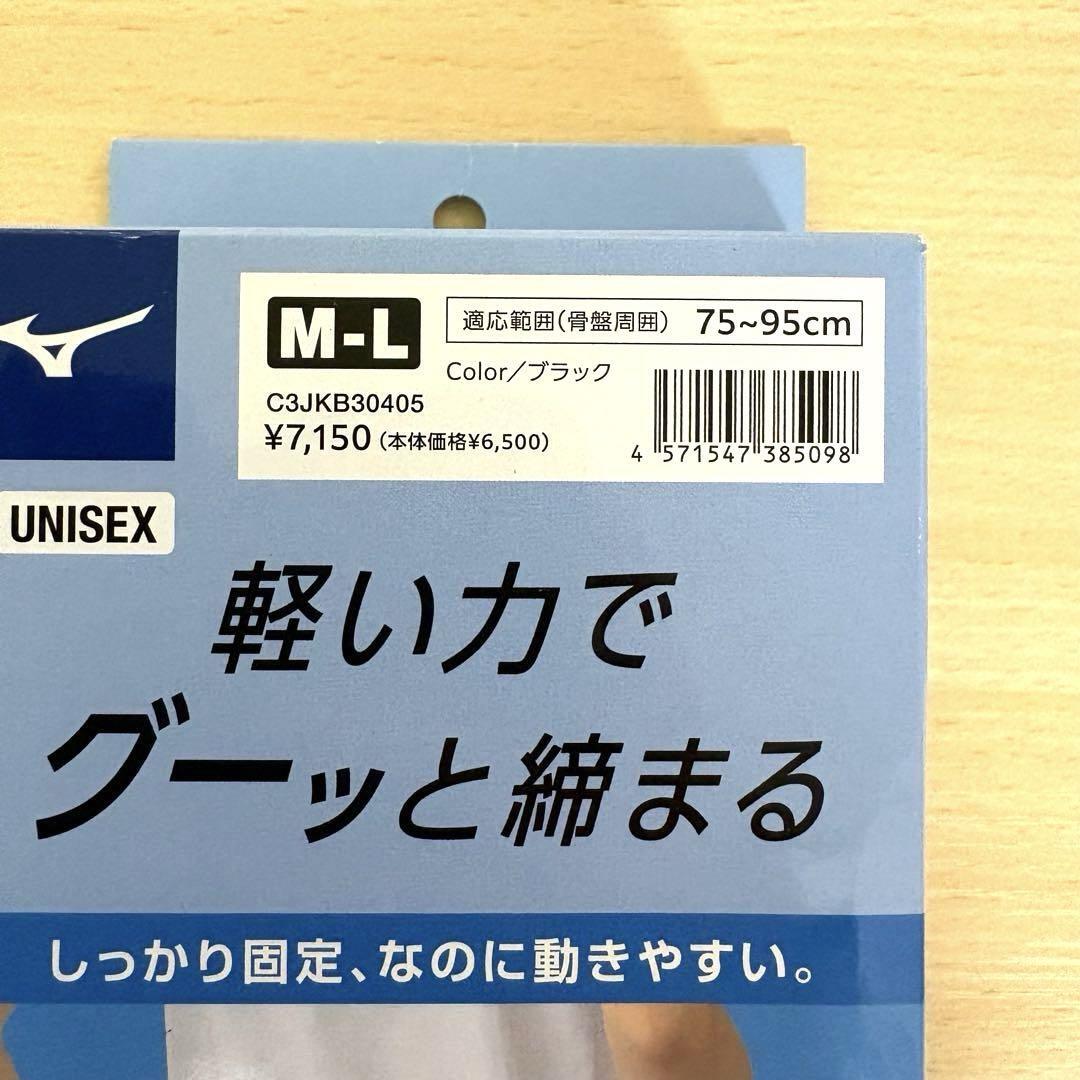 M-L
適応範囲(骨盤周囲) 75~95cm
Color/ブラック
C3JKB30405
¥7,150(本体価格¥6,500)
4 571547 385098
UNISEX
軽い力で
グーッと締まる
しっかり固定、なのに動きやすい。